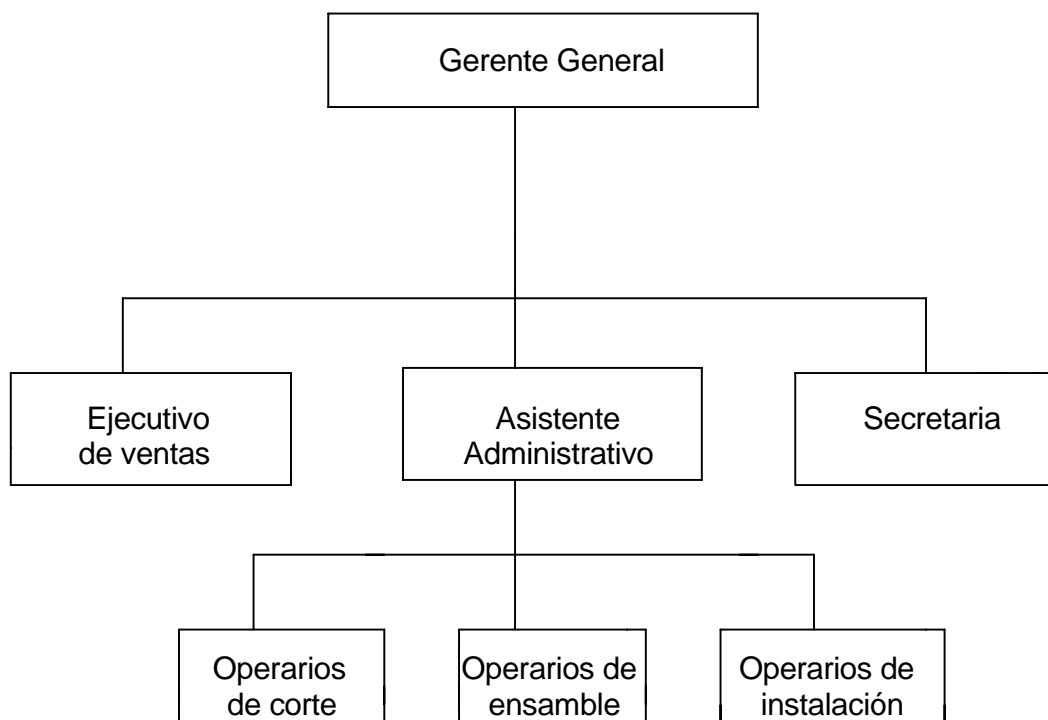 Gerente General
Ejecutivo
de ventas
Asistente
Administrativo
Secretaria
Operarios
de corte
Operarios de
ensamble
Operarios de
instalación